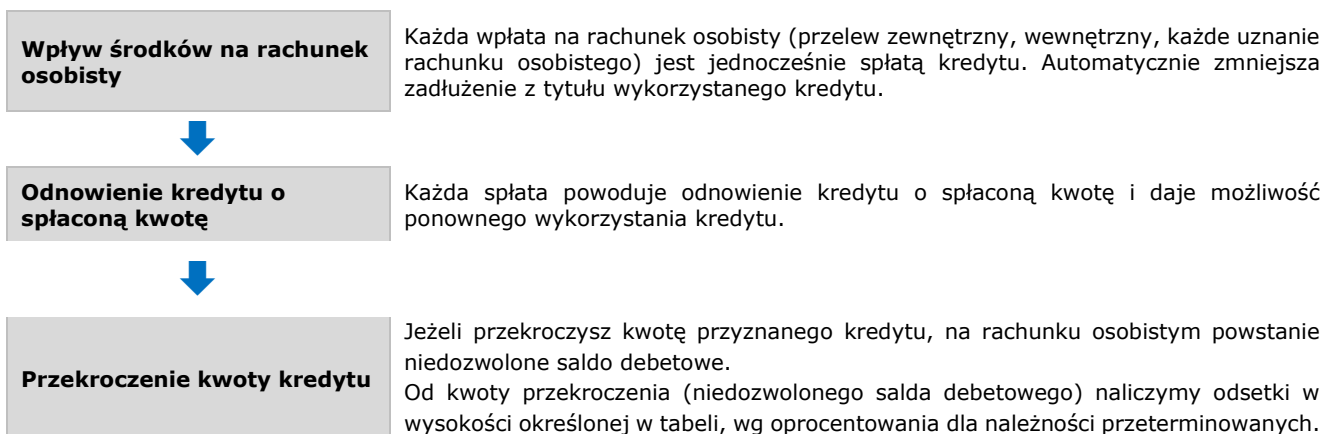 Wpływ środków na rachunek
osobisty
Każda wpłata na rachunek osobisty (przelew zewnętrzny, wewnętrzny, każde uznanie
rachunku osobistego) jest jednocześnie spłatą kredytu. Automatycznie zmniejsza
zadłużenie z tytułu wykorzystanego kredytu.
Odnowienie kredytu o
spłaconą kwotę
Każda spłata powoduje odnowienie kredytu o spłaconą kwotę i daje możliwość
ponownego wykorzystania kredytu.
Przekroczenie kwoty kredytu
Jeżeli przekroczysz kwotę przyznanego kredytu, na rachunku osobistym powstanie
niedozwolone saldo debetowe.
Od kwoty przekroczenia (niedozwolonego salda debetowego) naliczymy odsetki w
wysokości określonej w tabeli, wg oprocentowania dla należności przeterminowanych.